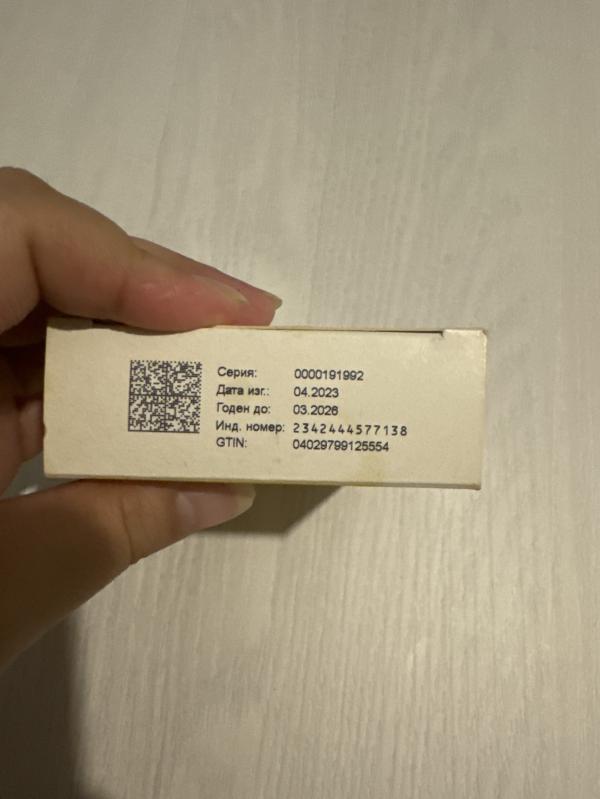 Серия: 0000191992
Дата изг.: 04.2023
Годен до: 03.2026
Инд. номер: 2342444577138
GTIN: 04029799125554